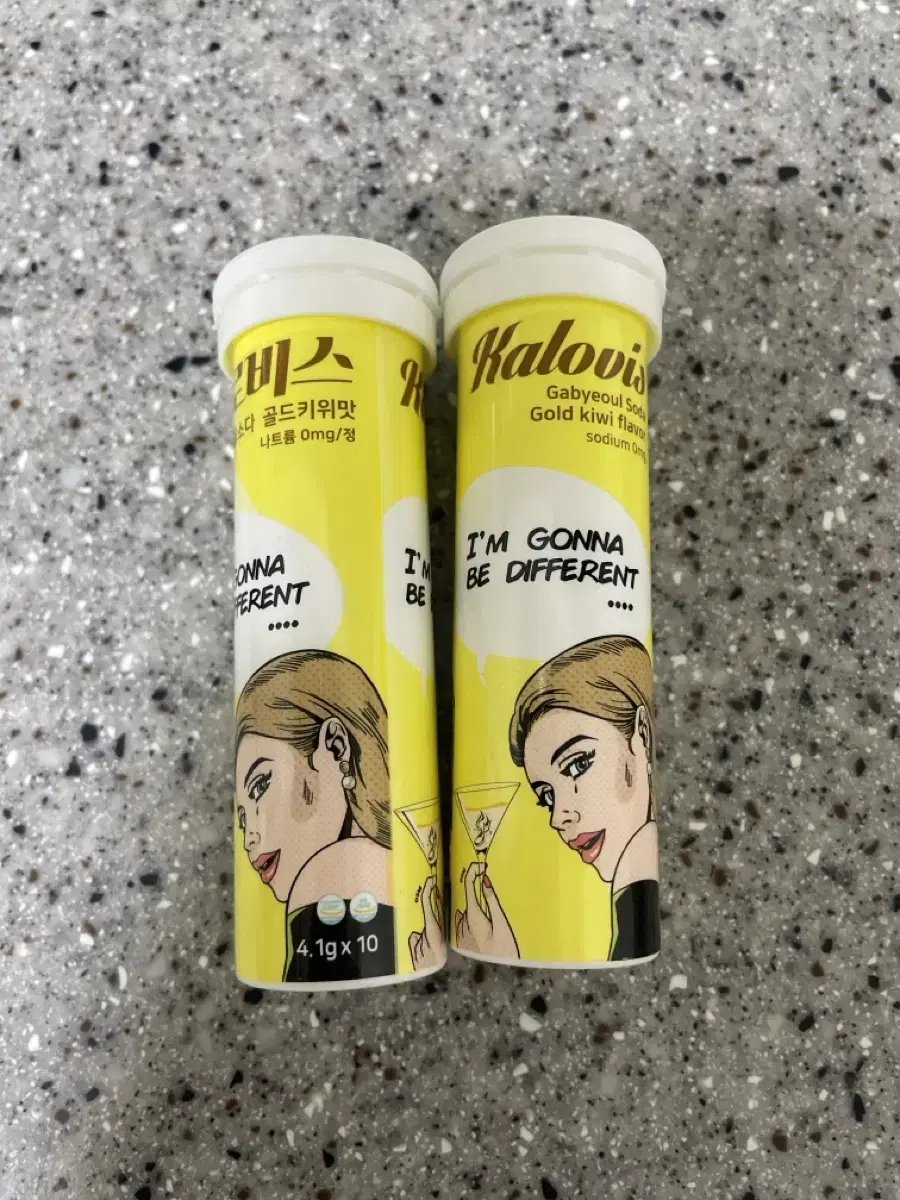 비스
소다 골드키위맛
나트륨 0mg/정
GONNA
FERENT
....
4.1g x 10
I'M
BE
Kalovis
Gabyeoul Soda
Gold kiwi flavor
sodium 0mg
I'M GONNA
BE DIFFERENT
....